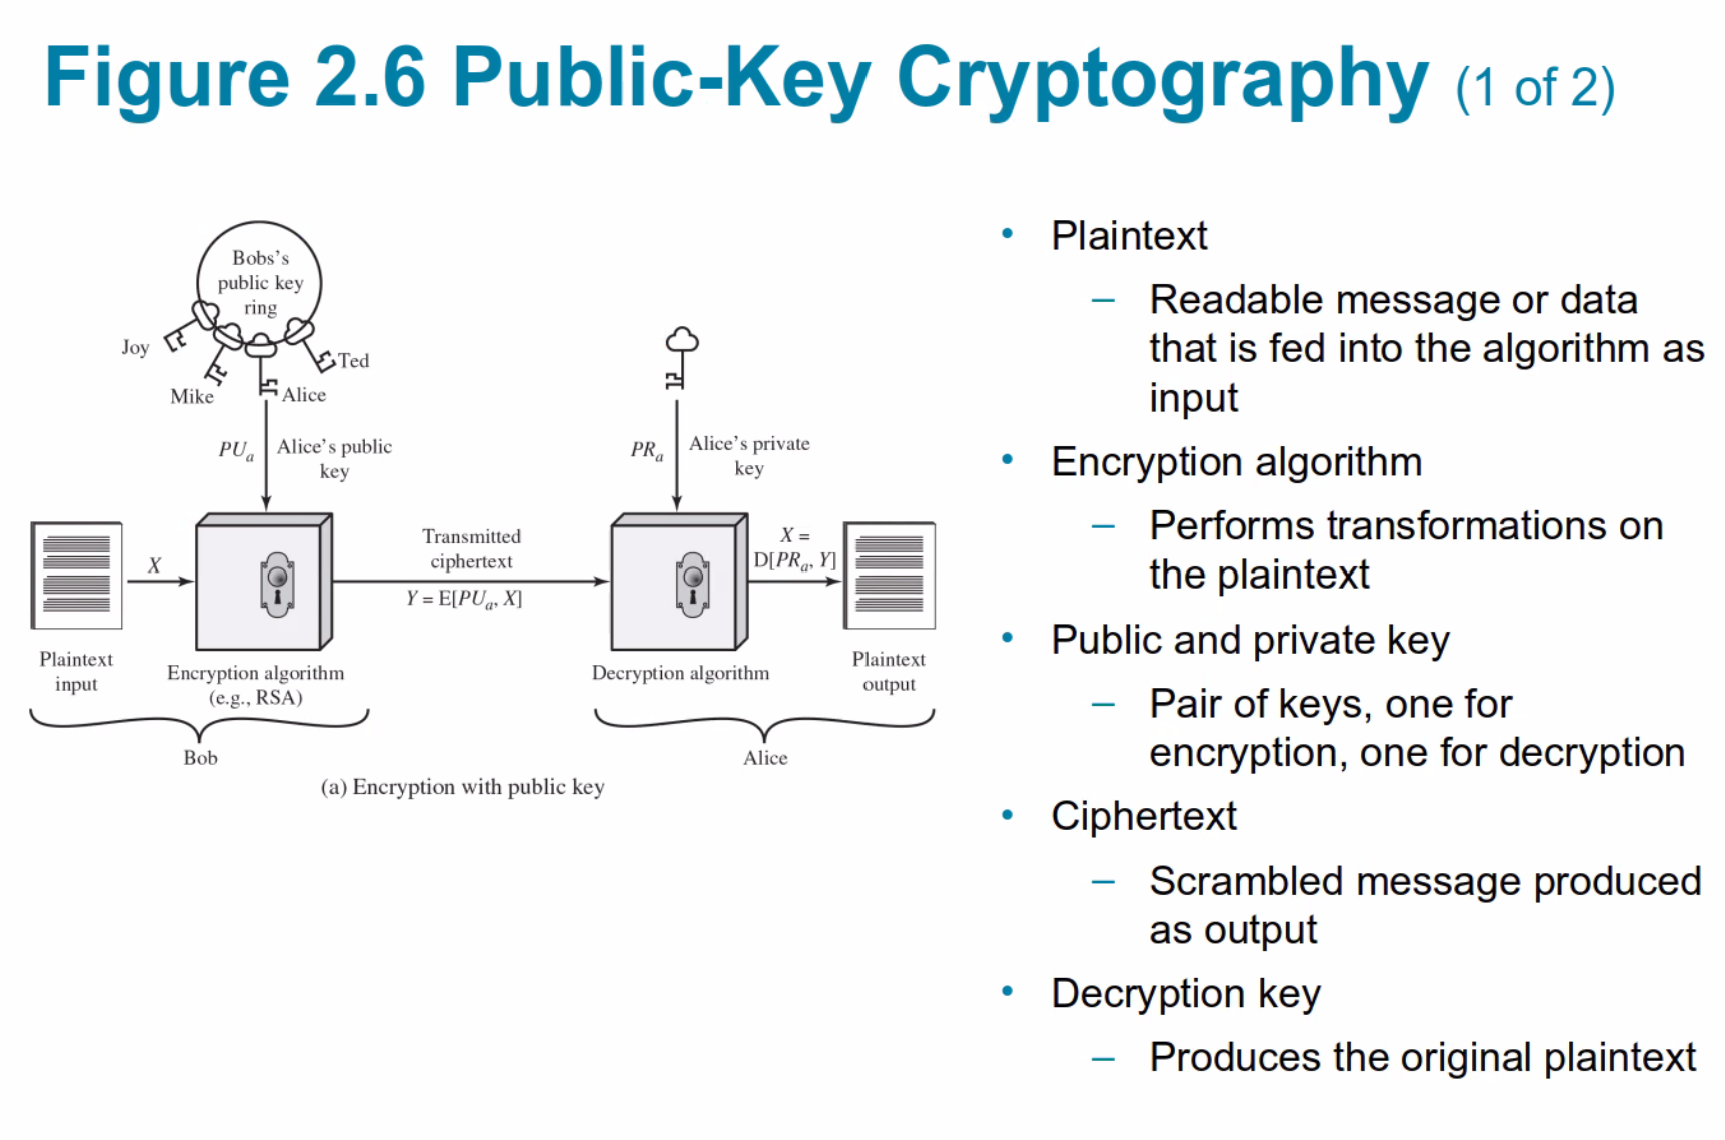 Figure 2.6 Public-Key Cryptography (1 of 2)
Bobs's
public key
ring
Joy
Mike
Alice
Ted
PUa
Alice's public
key
PRa
Alice's private
key
X
Transmitted
ciphertext
Y = E[PUa, X]
X =
D[PRa, Y]
Plaintext
input
Encryption algorithm
(e.g., RSA)
Decryption algorithm
Plaintext
output
Bob
Alice
(a) Encryption with public key
• Plaintext
– Readable message or data
that is fed into the algorithm as
input
• Encryption algorithm
– Performs transformations on
the plaintext
• Public and private key
– Pair of keys, one for
encryption, one for decryption
• Ciphertext
– Scrambled message produced
as output
• Decryption key
– Produces the original plaintext